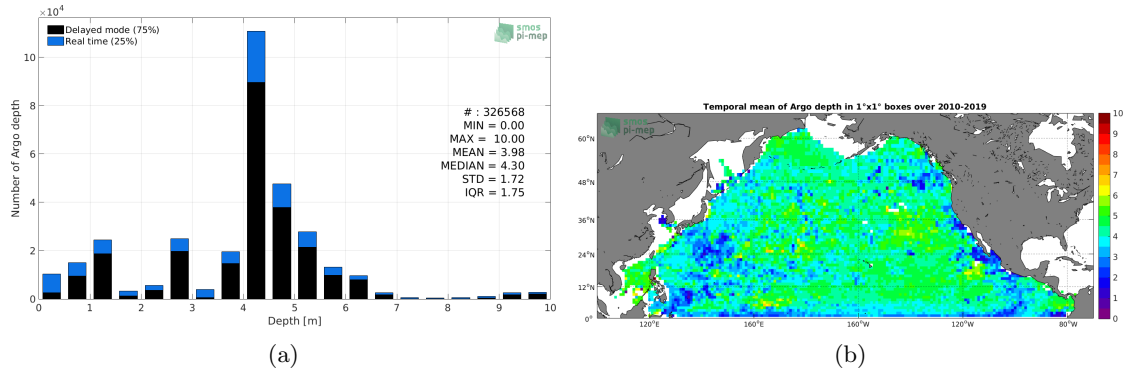 ×10⁴
Delayed mode (75%)
Real time (25%)
smos
pi-mep
10
8
6
4
2
0
Number of Argo depth
# : 326568
MIN = 0.00
MAX = 10.00
MEAN = 3.98
MEDIAN = 4.30
STD = 1.72
IQR = 1.75
0 1 2 3 4 5 6 7 8 9 10
Depth [m]
(a)
Temporal mean of Argo depth in 1°x1° boxes over 2010-2019
smos
pi-mep
60°N
48°N
36°N
24°N
12°N
0°
120°E 160°E 160°W 120°W 80°W
10
9
8
7
6
5
4
3
2
1
0
(b)